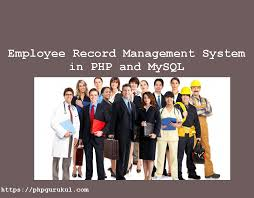 Employee Record Management System
in PHP and MySQL
https://phpgurukul.com